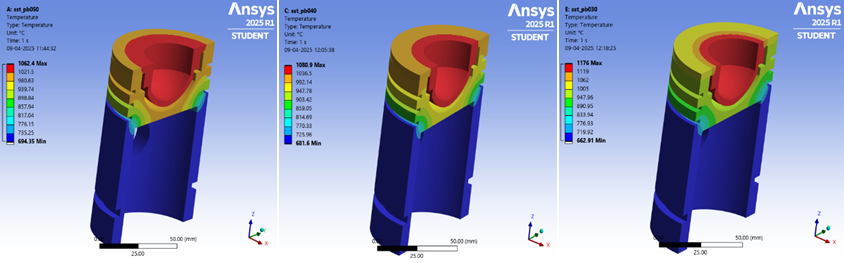 A: sst_pb050
Temperature
Type: Temperature
Unit: °C
Time: 1 s
09-04-2025 11:44:32
1062.4 Max
1021.5
980.63
939.74
898.84
857.94
817.04
776.15
735.25
694.35 Min
Ansys
2025 R1
STUDENT
50.00 (mm)
25.00
Z
X
C: sst_pb040
Temperature
Type: Temperature
Unit: °C
Time: 1 s
09-04-2025 12:05:38
1080.9 Max
1036.5
992.14
947.78
903.42
859.05
814.69
770.33
725.96
681.6 Min
Ansys
2025 R1
STUDENT
50.00 (mm)
25.00
Z
X
E: sst_pb030
Temperature
Type: Temperature
Unit: °C
Time: 1 s
09-04-2025 12:18:25
1176 Max
1119
1062
1005
947.96
890.95
833.94
776.93
719.92
662.91 Min
Ansys
2025 R1
STUDENT
50.00 (mm)
25.00
Z
X